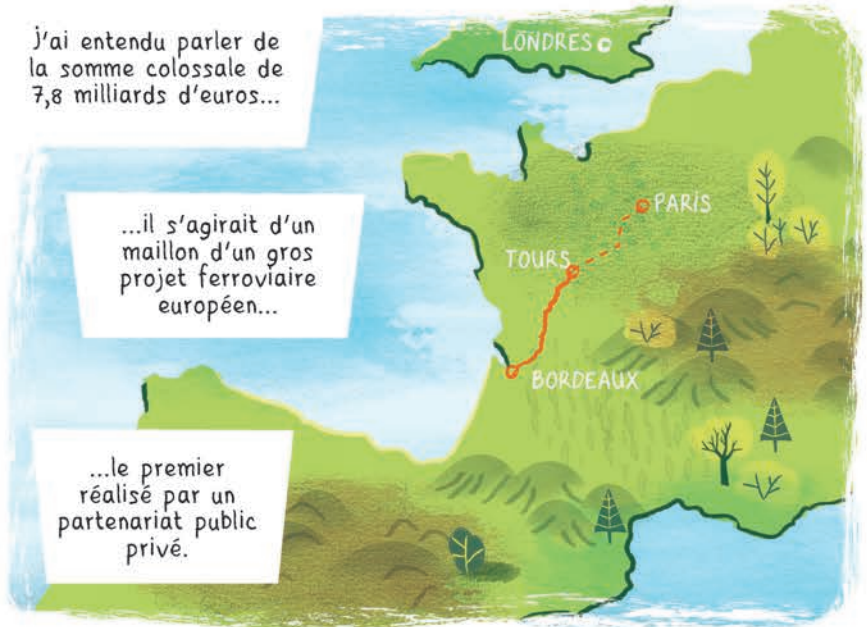 j'ai entendu parler de
la somme colossale de
7,8 milliards d'euros...
LONDRES
...il s'agirait d'un
maillon d'un gros
projet ferroviaire
européen...
PARIS
TOURS
BORDEAUX
...le premier
réalisé par un
partenariat public
privé.